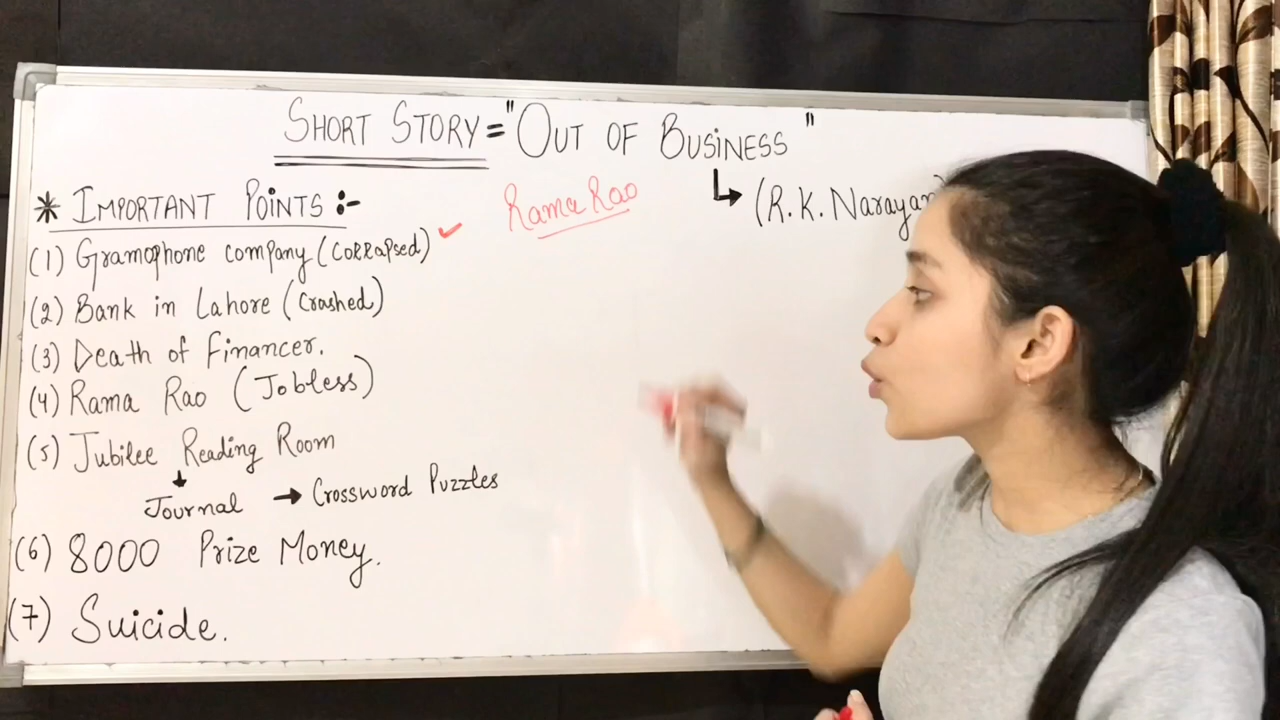 SHORT STORY = "OUT OF BUSINESS"
↳ (R. K. Narayan)
* IMPORTANT POINTS :-
Rama Rao
(1) Gramophone company (CORRapsed) ✓
(2) Bank in Lahore (Crashed)
(3) Death of Financer.
(4) Rama Rao (Jobless)
(5) Jubilee Reading Room
↓
Journal → Crossword Puzzles
(6) 8000 Prize Money.
(7) Suicide.